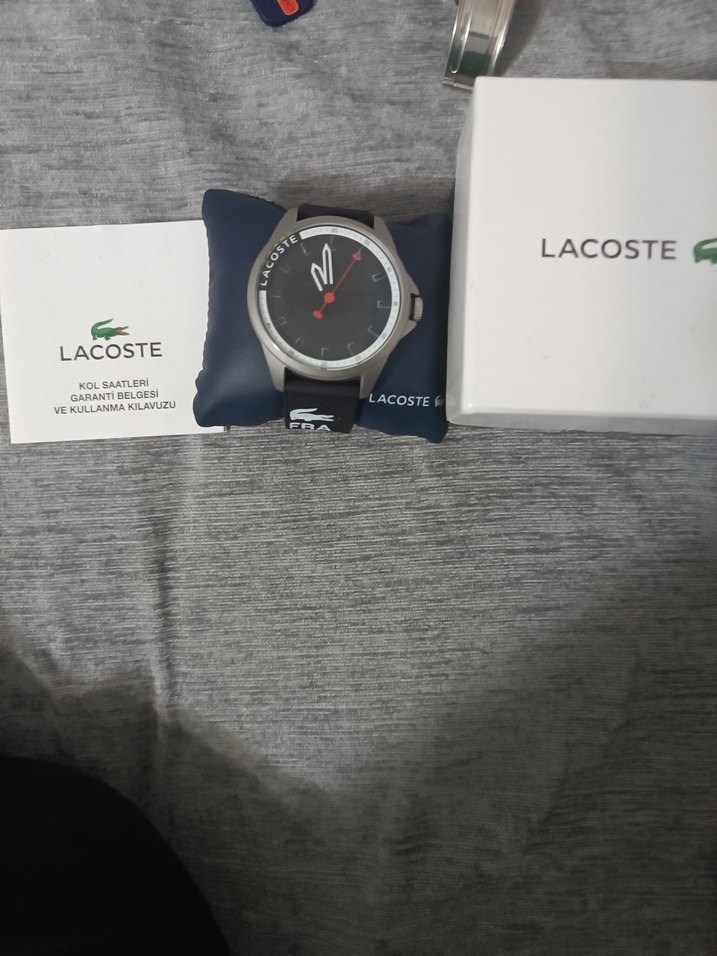 LACOSTE
KOL SAATLERİ
GARANTİ BELGESİ
VE KULLANMA KILAVUZU
LACOSTE
FRA
LACOSTE
LACOSTE